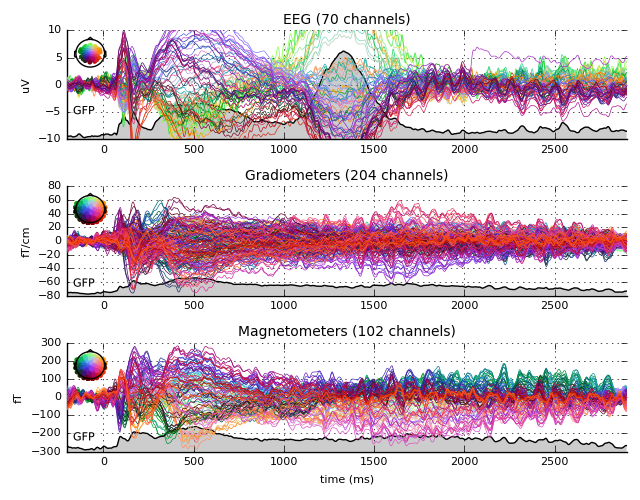 EEG (70 channels)
10
5
0
−5
−10
uV
GFP
0 500 1000 1500 2000 2500
Gradiometers (204 channels)
80
60
40
20
0
−20
−40
−60
−80
fT/cm
GFP
0 500 1000 1500 2000 2500
Magnetometers (102 channels)
300
200
100
0
−100
−200
−300
fT
GFP
0 500 1000 1500 2000 2500
time (ms)